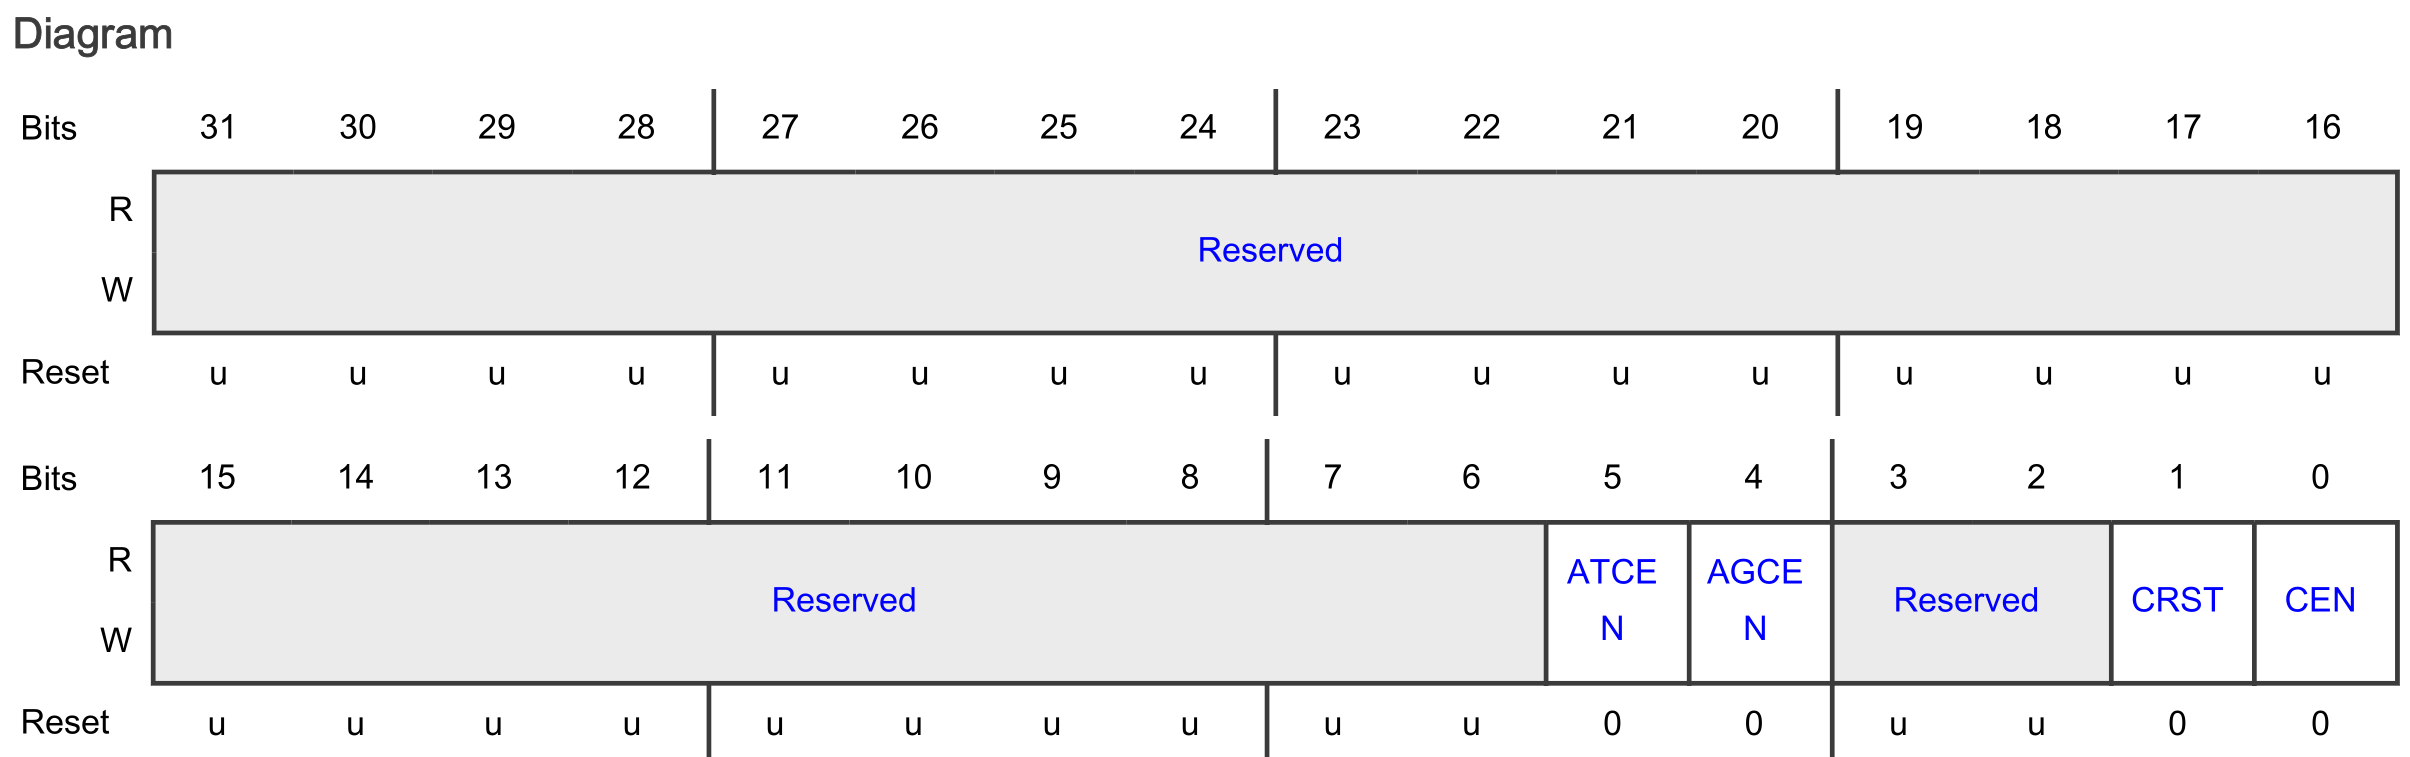 Diagram
Bits 31 30 29 28 27 26 25 24 23 22 21 20 19 18 17 16
R
Reserved
W
Reset u u u u u u u u u u u u u u u u
Bits 15 14 13 12 11 10 9 8 7 6 5 4 3 2 1 0
R
ATCE AGCE
Reserved Reserved CRST CEN
N N
W
Reset u u u u u u u u u u 0 0 u u 0 0